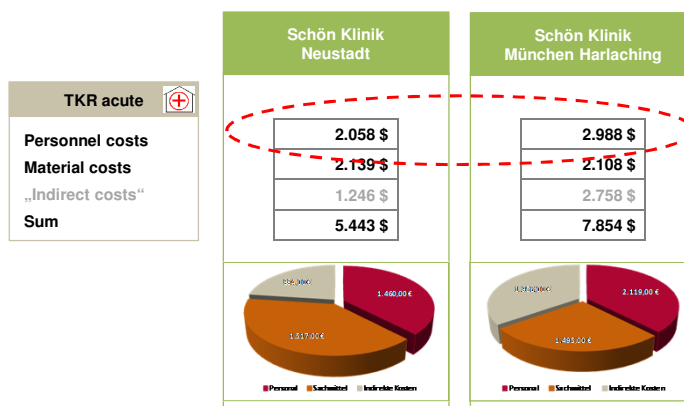 Schön Klinik
Neustadt
Schön Klinik
München Harlaching
TKR acute
Personnel costs
Material costs
„Indirect costs“
Sum
2.058 $
2.139 $
1.246 $
5.443 $
2.988 $
2.108 $
2.758 $
7.854 $
1.460,00 €
1.517,00 €
Personal Sachmittel Indirekte Kosten
2.119,00 €
1.495,00 €
Personal Sachmittel Indirekte Kosten